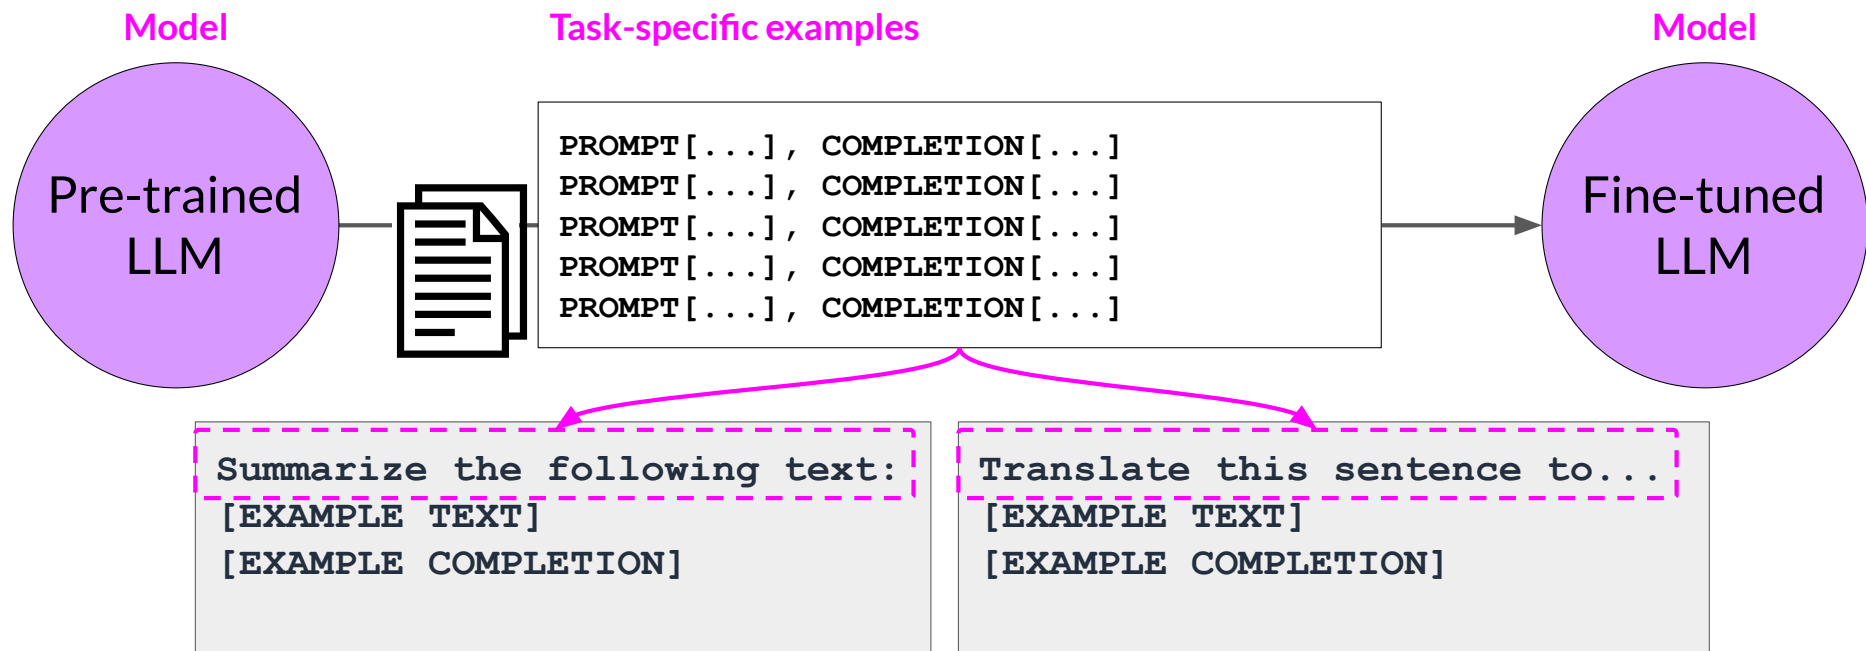 Model
Task-specific examples
Model
Pre-trained
LLM
PROMPT[...], COMPLETION[...]
PROMPT[...], COMPLETION[...]
PROMPT[...], COMPLETION[...]
PROMPT[...], COMPLETION[...]
PROMPT[...], COMPLETION[...]
Fine-tuned
LLM
Summarize the following text:
[EXAMPLE TEXT]
[EXAMPLE COMPLETION]
Translate this sentence to...
[EXAMPLE TEXT]
[EXAMPLE COMPLETION]